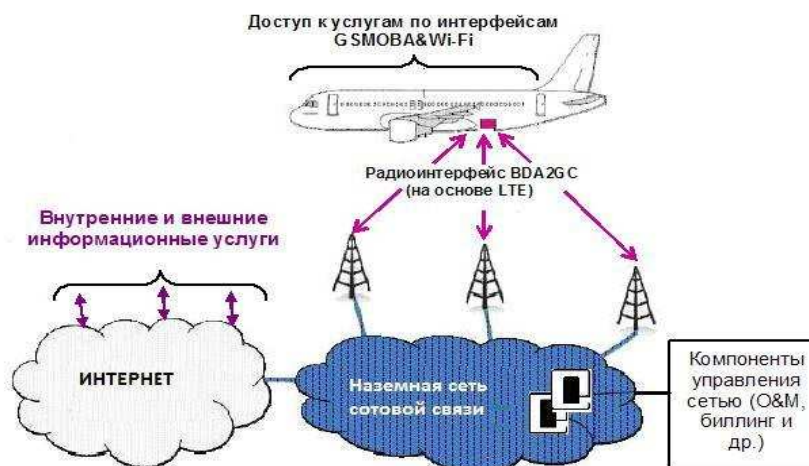 Доступ к услугам по интерфейсам
GSMOBA&Wi-Fi
Радиоинтерфейс BDA2GC
(на основе LTE)
Внутренние и внешние
информационные услуги
ИНТЕРНЕТ
Наземная сеть
сотовой связи
Компоненты
управления
сетью (O&M,
биллинг и
др.)